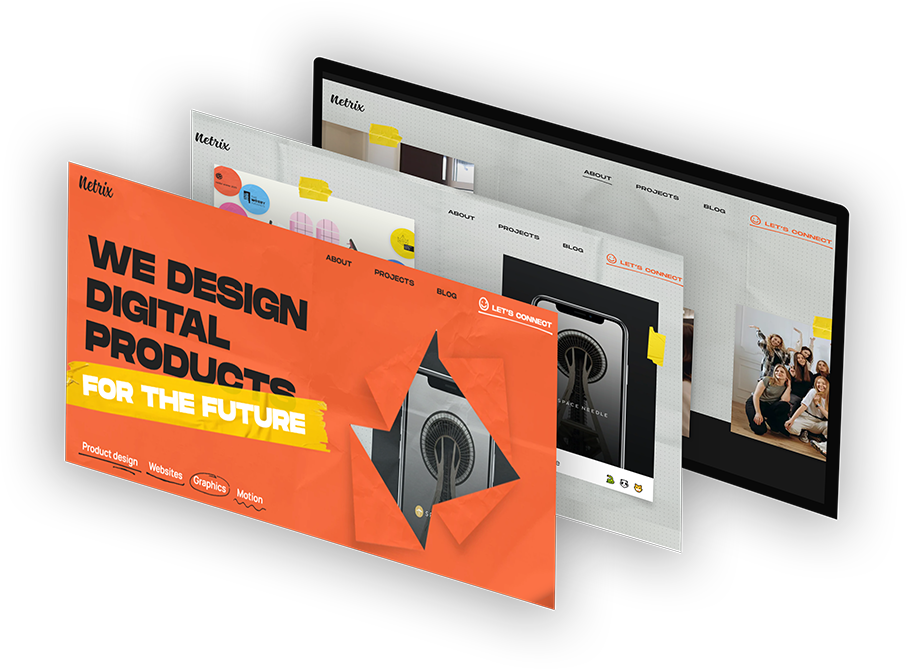 Netrix
ABOUT
PROJECTS
BLOG
LET'S CONNECT
Netrix
ABOUT
PROJECTS
BLOG
LET'S CONNECT
SPACE NEEDLE
Netrix
ABOUT
PROJECTS
BLOG
LET'S CONNECT
WE DESIGN
DIGITAL
PRODUCTS
FOR THE FUTURE
Product design
Websites
Graphics
Motion